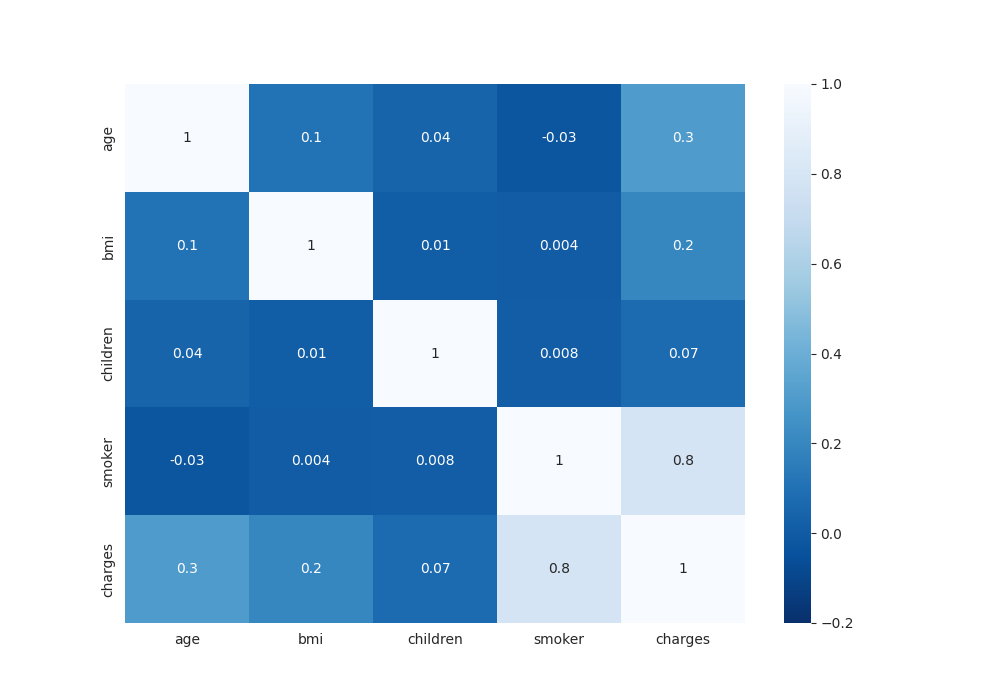 age 1 0.1 0.04 -0.03 0.3
bmi 0.1 1 0.01 0.004 0.2
children 0.04 0.01 1 0.008 0.07
smoker -0.03 0.004 0.008 1 0.8
charges 0.3 0.2 0.07 0.8 1
age bmi children smoker charges
1.0
0.8
0.6
0.4
0.2
0.0
−0.2